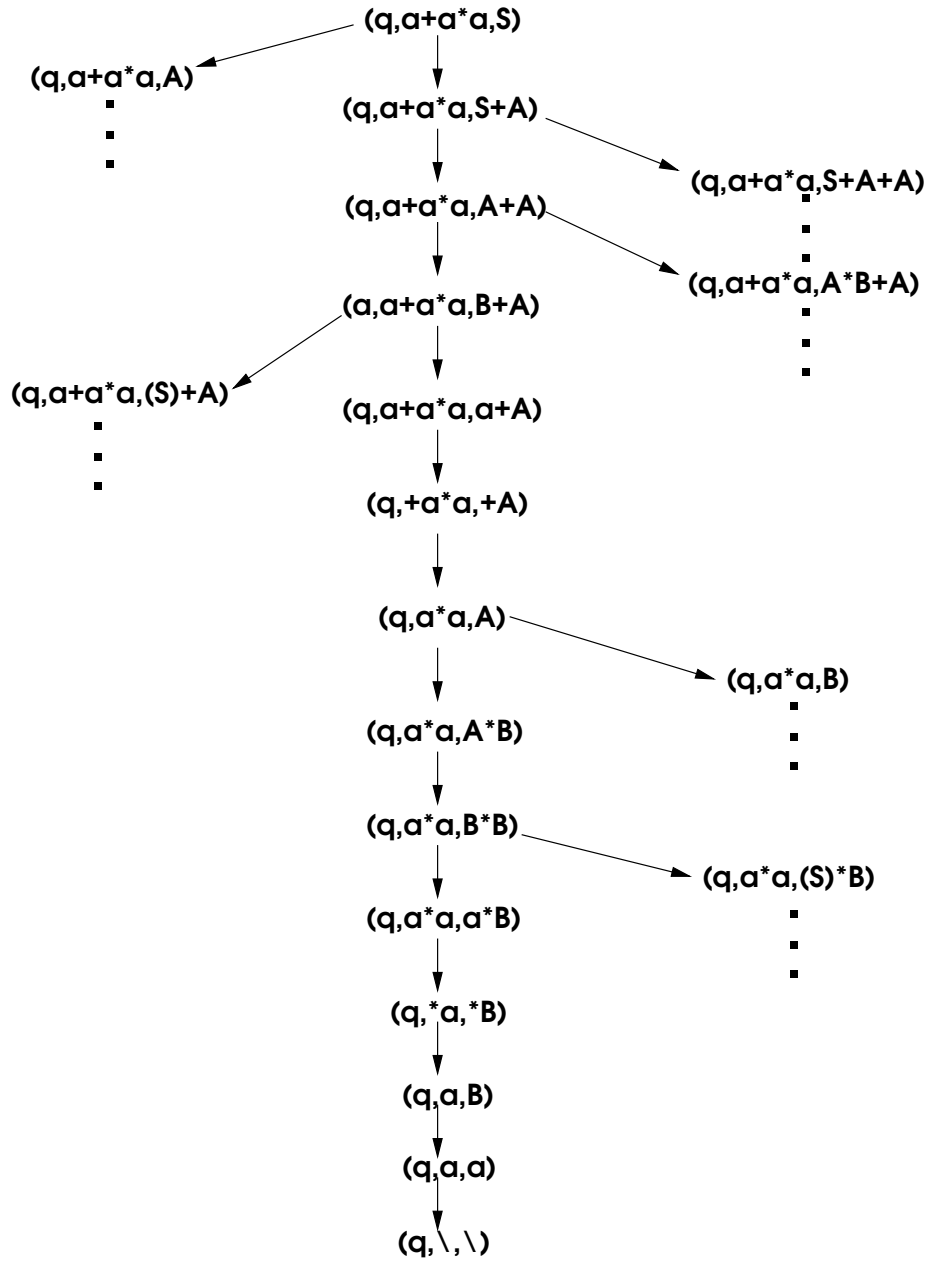 (q,a+a*a,S)
(q,a+a*a,A)
(q,a+a*a,S+A)
(q,a+a*a,S+A+A)
(q,a+a*a,A+A)
(q,a+a*a,A*B+A)
(a,a+a*a,B+A)
(q,a+a*a,(S)+A)
(q,a+a*a,a+A)
(q,+a*a,+A)
(q,a*a,A)
(q,a*a,B)
(q,a*a,A*B)
(q,a*a,B*B)
(q,a*a,(S)*B)
(q,a*a,a*B)
(q,*a,*B)
(q,a,B)
(q,a,a)
(q,\,\)